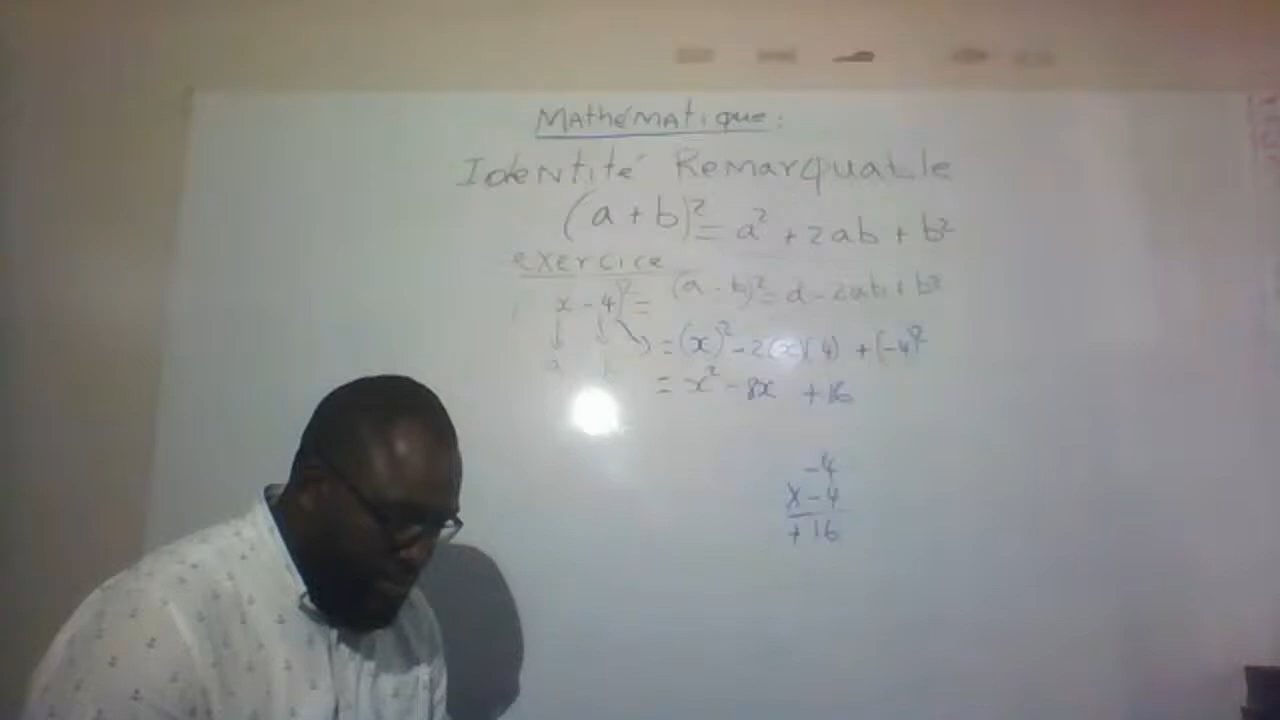 Mathématique:
Identité Remarquable
(a + b)² = a² + 2ab + b²
exercice
(a - b)² = a - 2ab + b²
x - 4)² =
= (x)² - 2(x)(4) + (-4)²
a
= x² - 8x + 16
-4
x - 4
+ 16